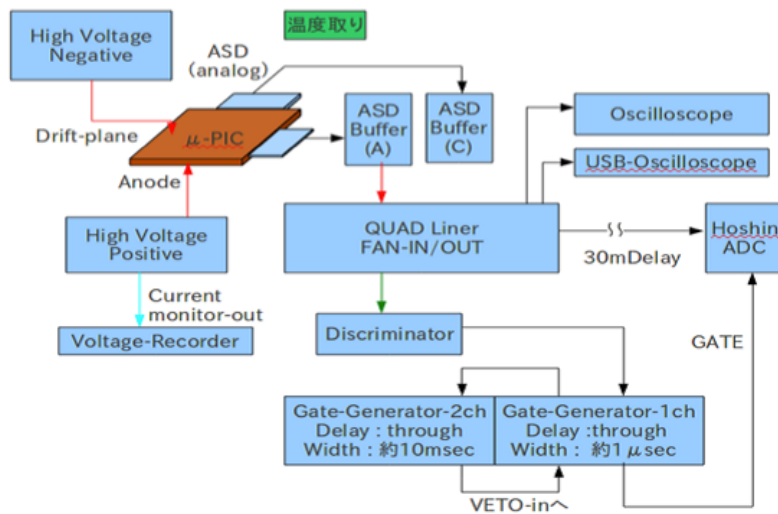 High Voltage
Negative
温度取り
ASD
(analog)
ASD
Buffer
(A)
ASD
Buffer
(C)
Oscilloscope
USB-Oscilloscope
Drift-plane
μ-PIC
Anode
High Voltage
Positive
QUAD Liner
FAN-IN/OUT
30mDelay
Hoshin
ADC
Current
monitor-out
Voltage-Recorder
Discriminator
GATE
Gate-Generator-2ch
Delay : through
Width : 約10msec
Gate-Generator-1ch
Delay :through
Width : 約1μsec
VETO-inへ